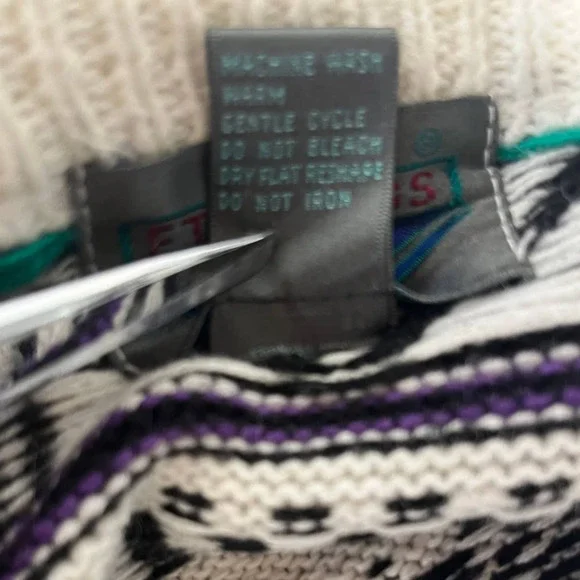 MACHINE WASH
WARM
GENTLE CYCLE
DO NOT BLEACH
DRY FLAT RESHAPE
DO NOT IRON
®